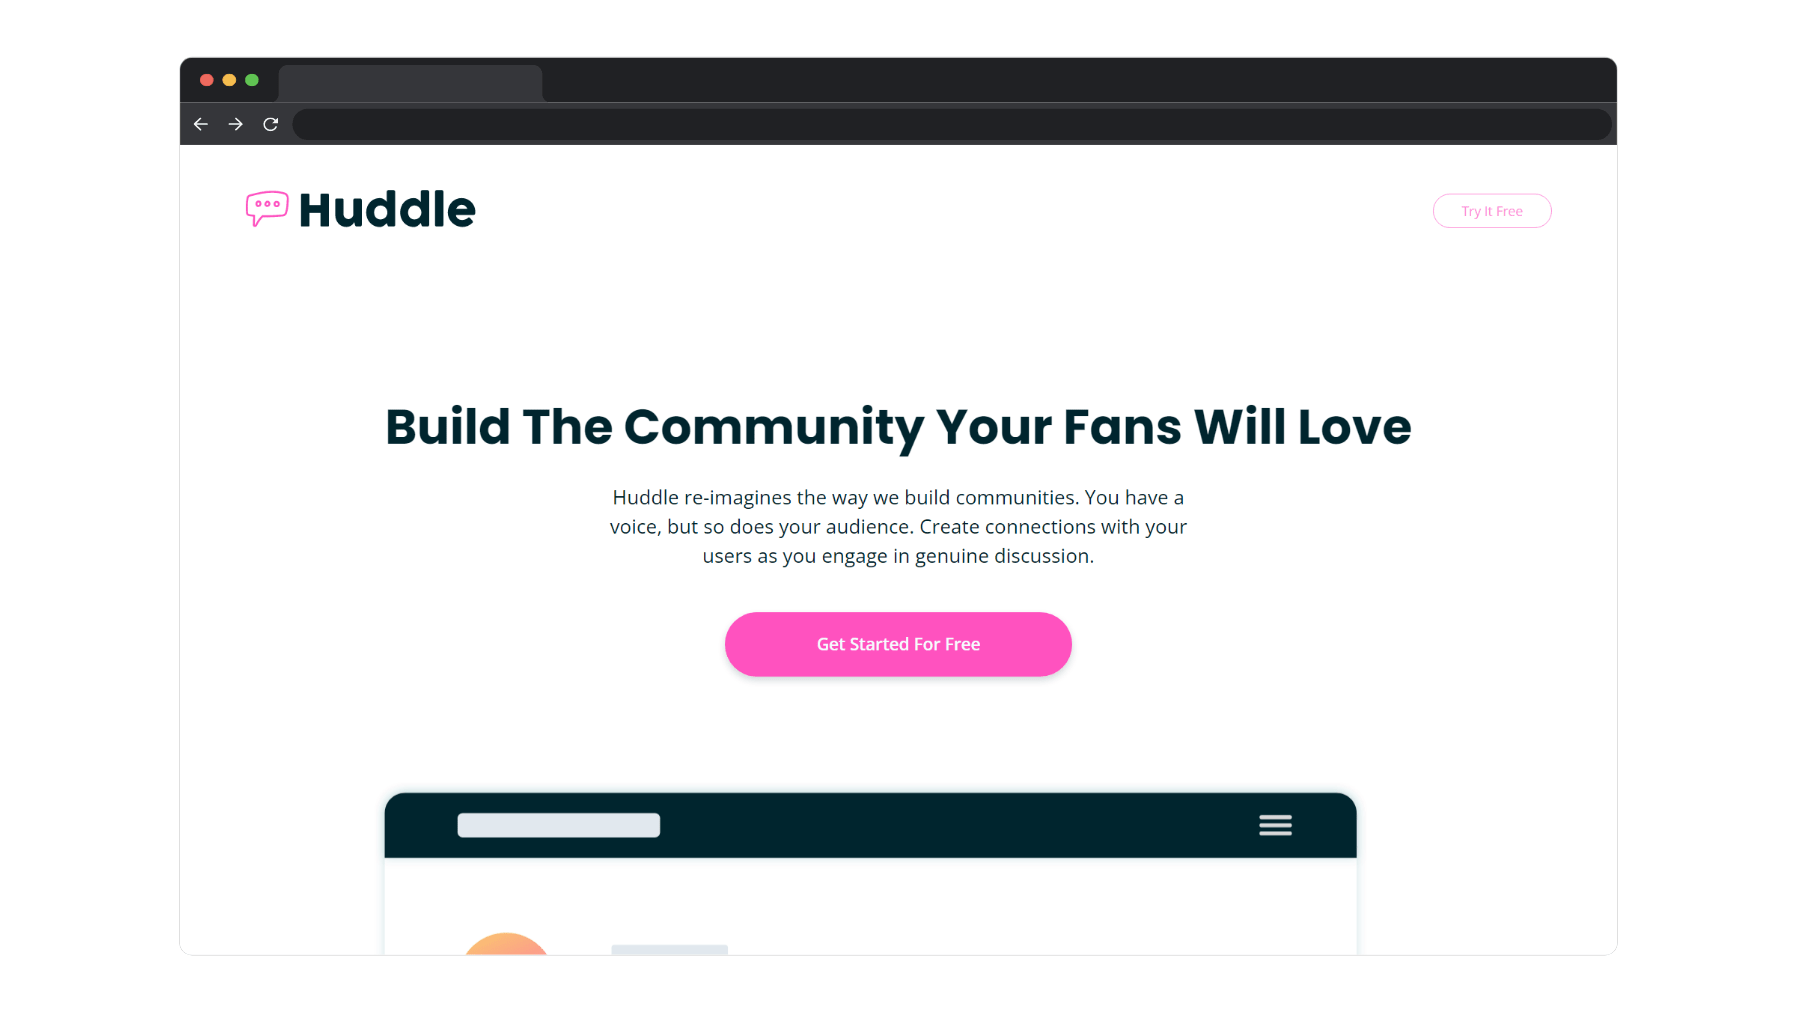 Huddle
Try It Free
Build The Community Your Fans Will Love
Huddle re-imagines the way we build communities. You have a
voice, but so does your audience. Create connections with your
users as you engage in genuine discussion.
Get Started For Free